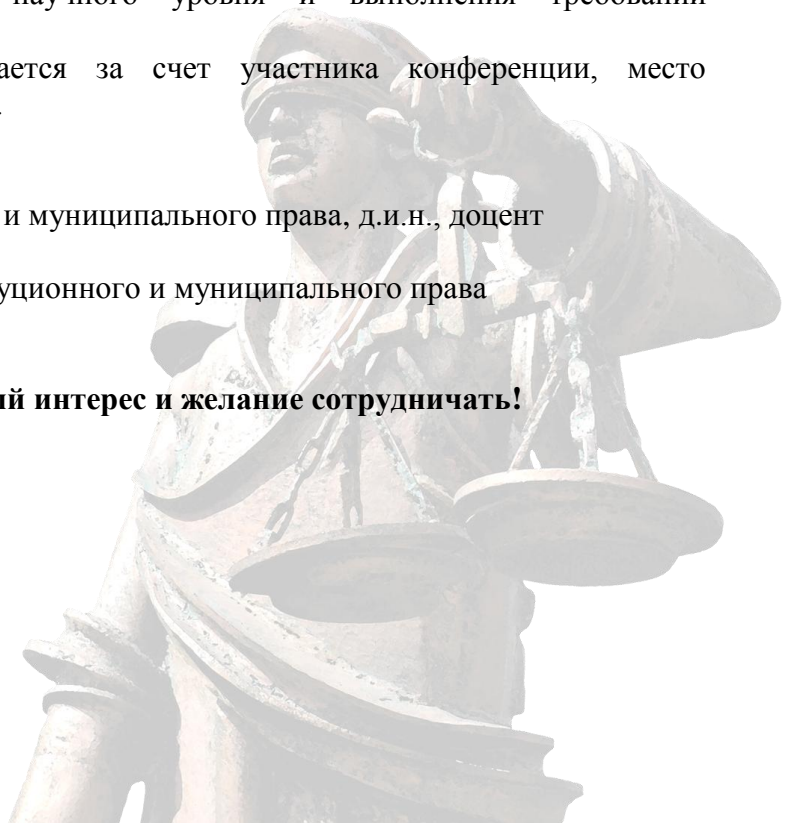 научного уровня и выполнения требований
ается за счет участника конференции, место
и муниципального права, д.и.н., доцент
уционного и муниципального права
ий интерес и желание сотрудничать!